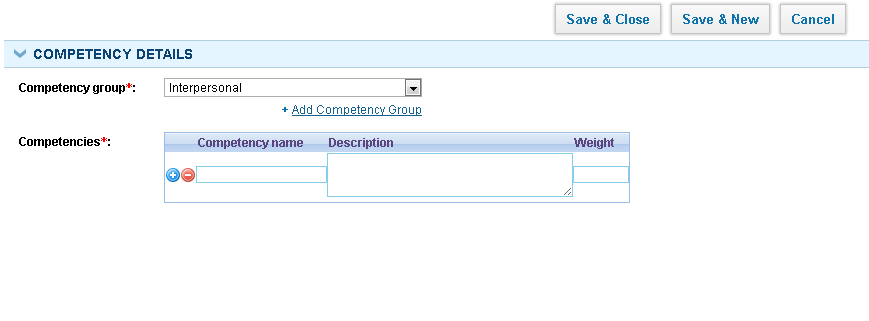 Save & Close Save & New Cancel
COMPETENCY DETAILS
Competency group*: Interpersonal
+ Add Competency Group
Competencies*: Competency name Description Weight